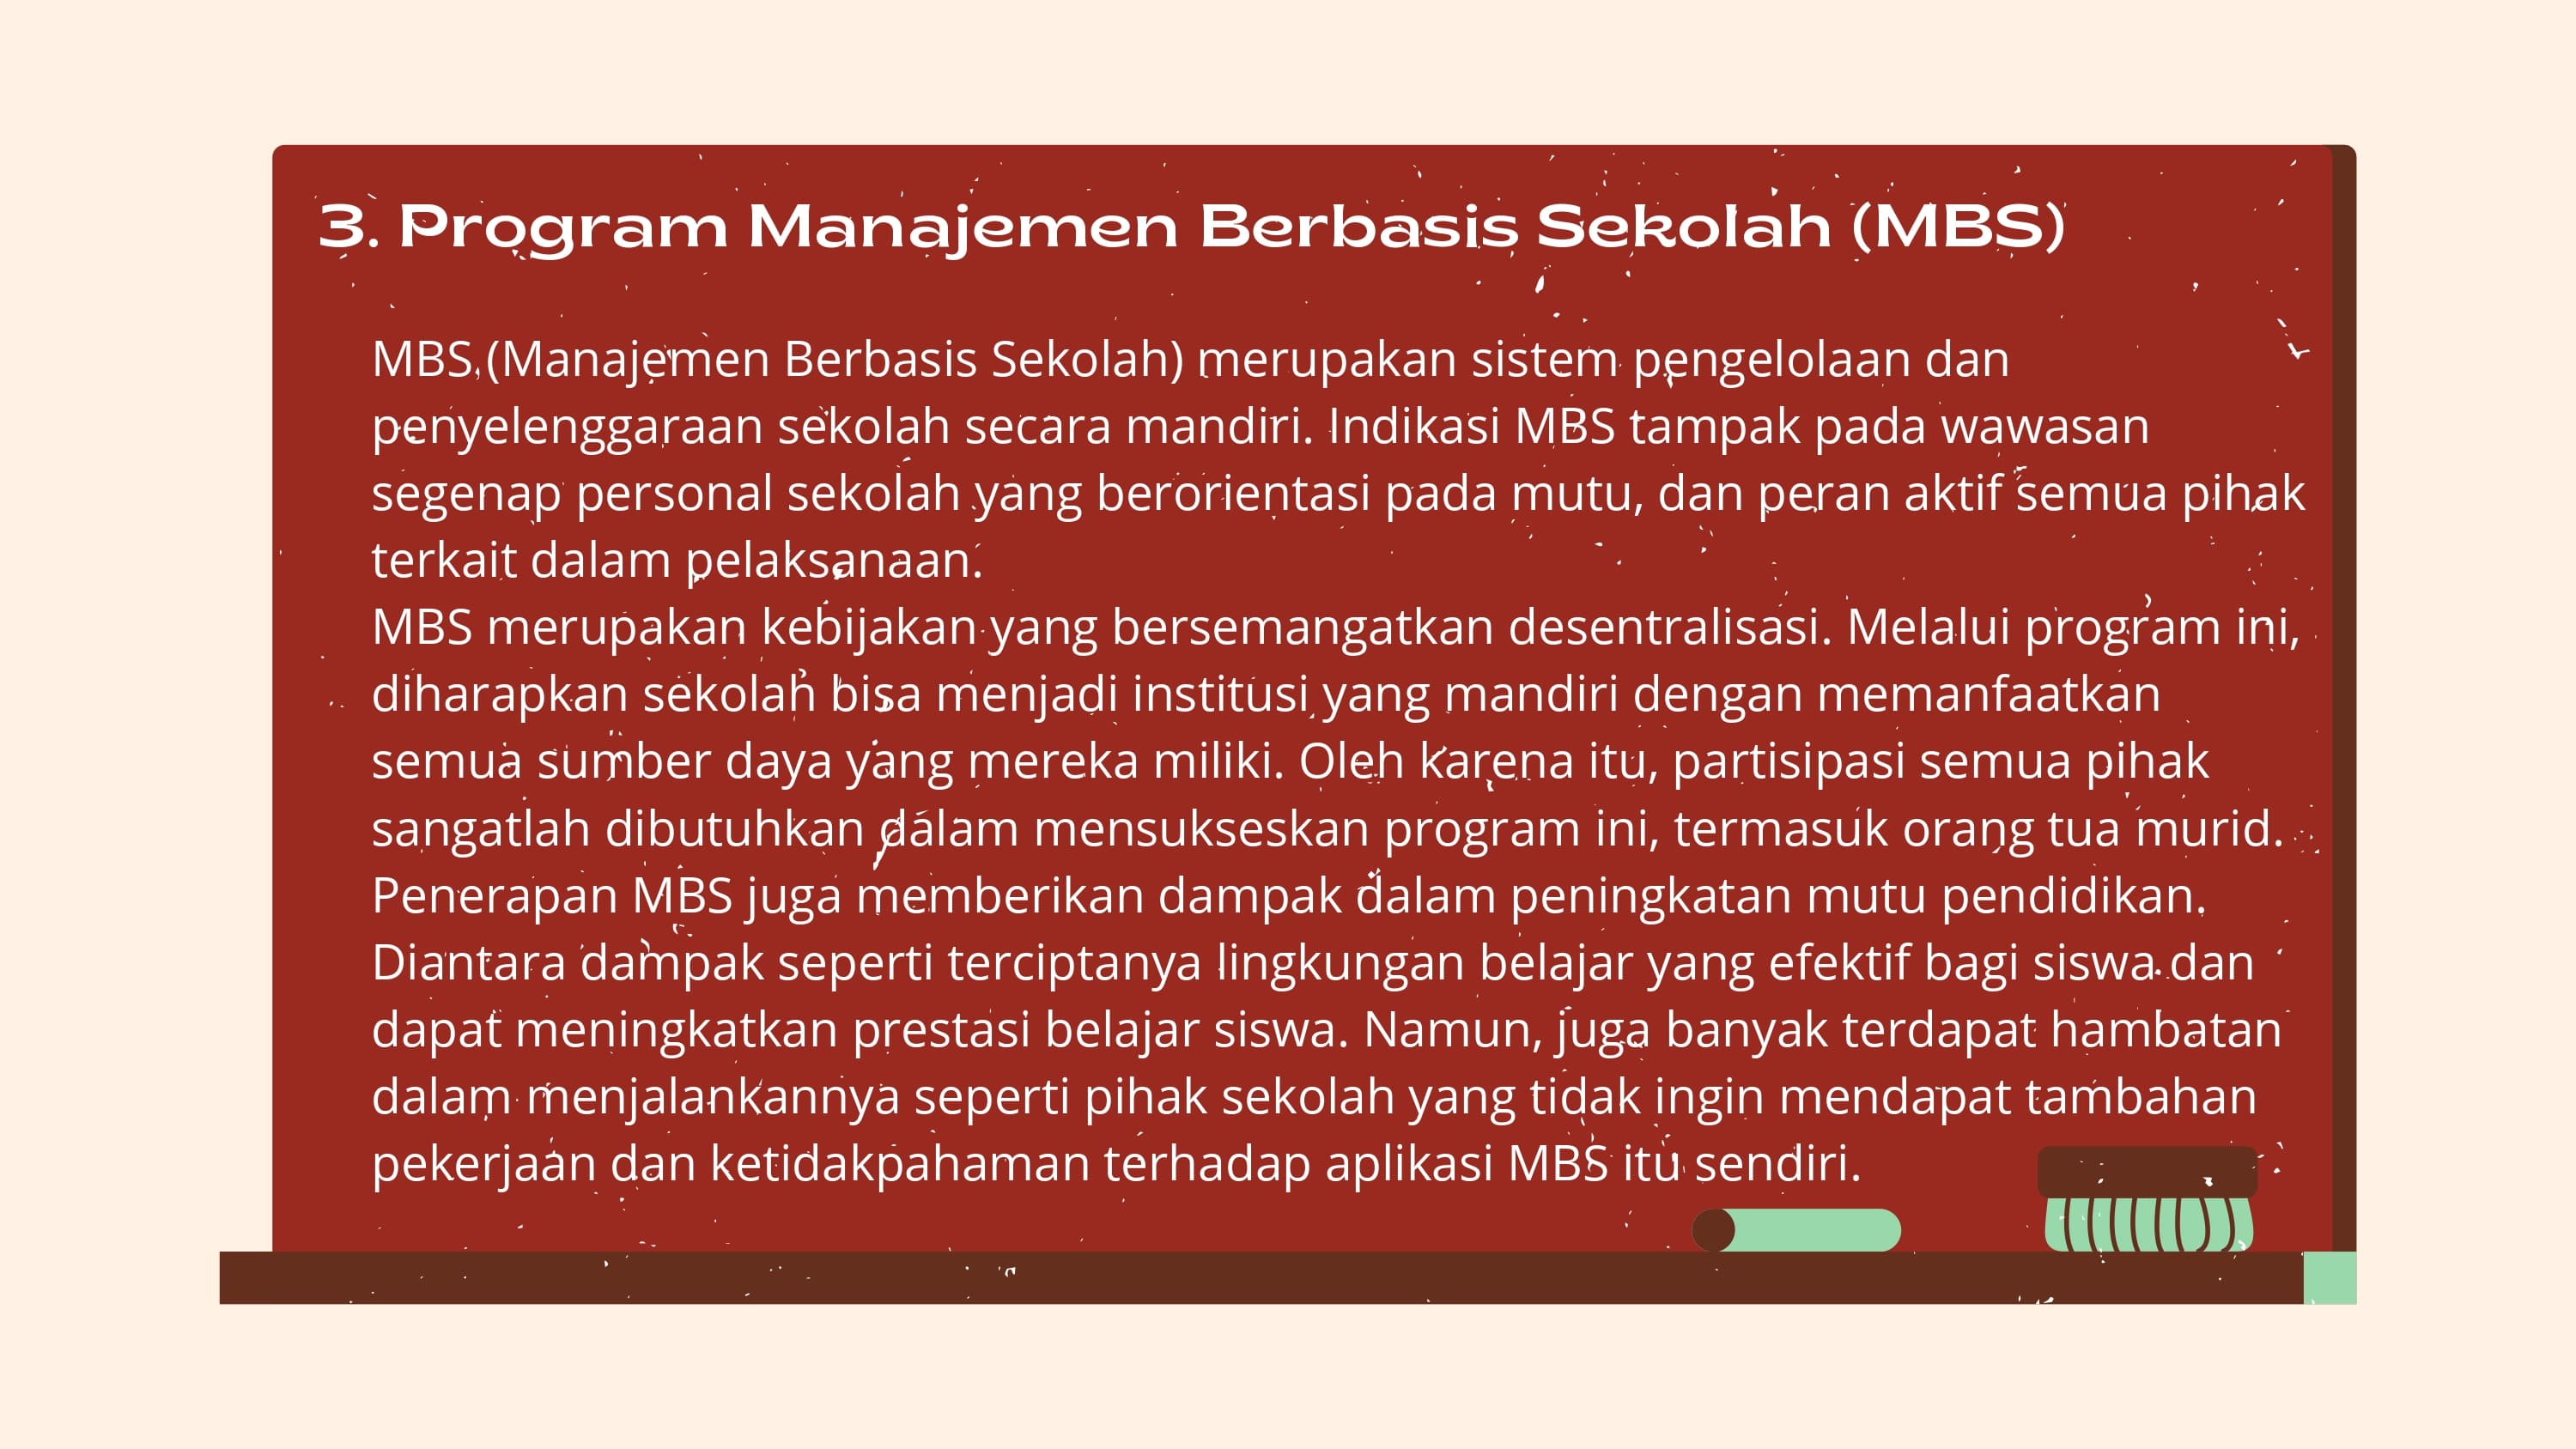 3. Program Manajemen Berbasis Sekolah (MBS)
MBS (Manajemen Berbasis Sekolah) merupakan sistem pengelolaan dan
penyelenggaraan sekolah secara mandiri. Indikasi MBS tampak pada wawasan
segenap personal sekolah yang berorientasi pada mutu, dan peran aktif semua pihak
terkait dalam pelaksanaan.
MBS merupakan kebijakan yang bersemangatkan desentralisasi. Melalui program ini,
diharapkan sekolah bisa menjadi institusi yang mandiri dengan memanfaatkan
semua sumber daya yang mereka miliki. Oleh karena itu, partisipasi semua pihak
sangatlah dibutuhkan dalam mensukseskan program ini, termasuk orang tua murid.
Penerapan MBS juga memberikan dampak dalam peningkatan mutu pendidikan.
Diantara dampak seperti terciptanya lingkungan belajar yang efektif bagi siswa dan
dapat meningkatkan prestasi belajar siswa. Namun, juga banyak terdapat hambatan
dalam menjalankannya seperti pihak sekolah yang tidak ingin mendapat tambahan
pekerjaan dan ketidakpahaman terhadap aplikasi MBS itu sendiri.